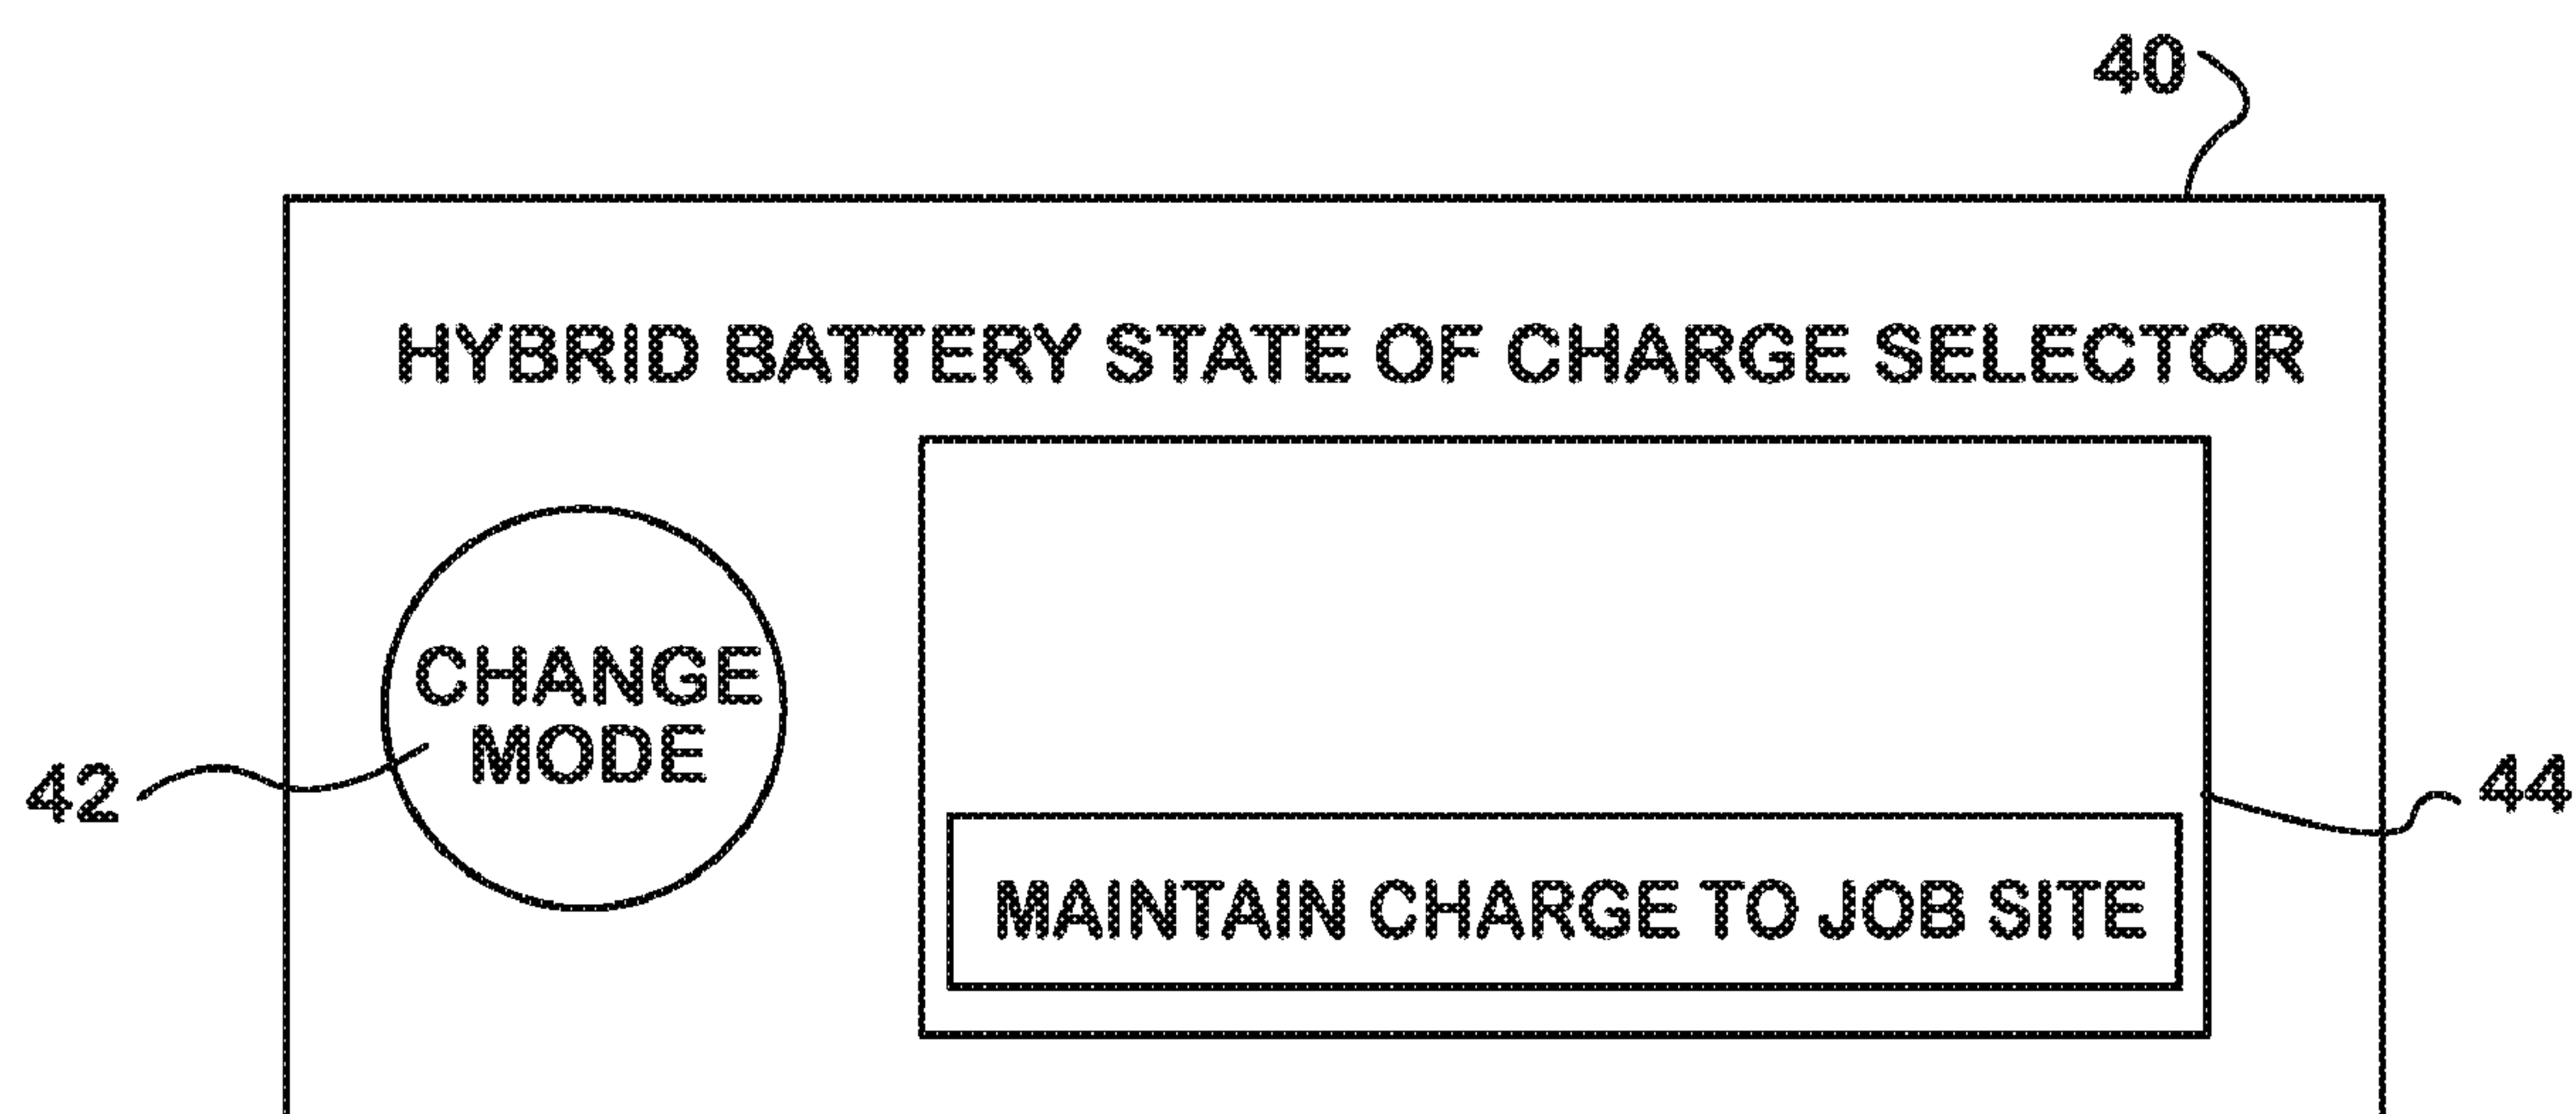 40
HYBRID BATTERY STATE OF CHARGE SELECTOR
CHANGE
MODE
42
44
MAINTAIN CHARGE TO JOB SITE